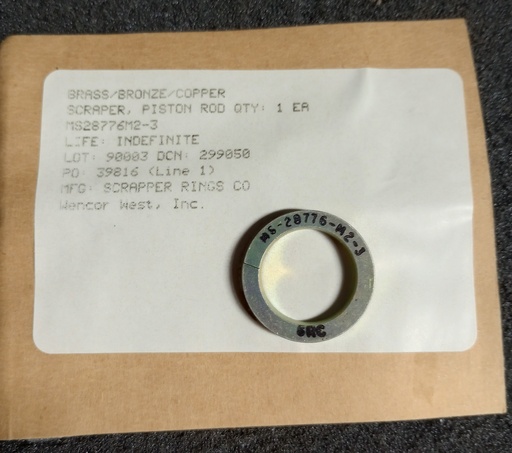 BRASS/BRONZE/COPPER
SCRAPER, PISTON ROD QTY: 1 EA
MS28776M2-3
LIFE: INDEFINITE
LOT: 90003 DCN: 299050
PO: 39816 (Line 1)
MFG: SCRAPPER RINGS CO
Wencor West, Inc.
MS-28776-M2-3